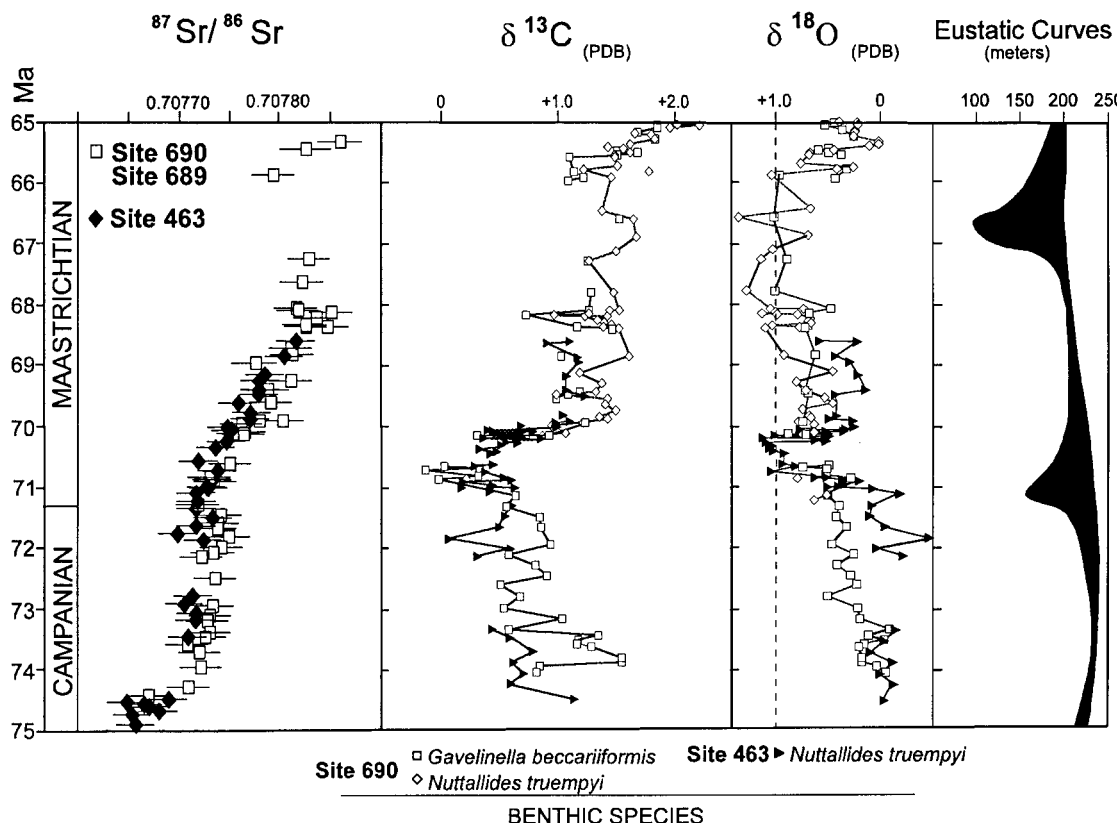 87Sr/ 86 Sr
δ 13C (PDB)
δ 18O (PDB)
Eustatic Curves
(meters)
Ma
0.70770 0.70780
0 +1.0 +2.0
+1.0 0
100 150 200 250
65
66
67
68
69
70
71
72
73
74
75
MAASTRICHTIAN
CAMPANIAN
Site 690
Site 689
Site 463
Site 690
Gavelinella beccariiformis
Nuttallides truempyi
Site 463 Nuttallides truempyi
BENTHIC SPECIES